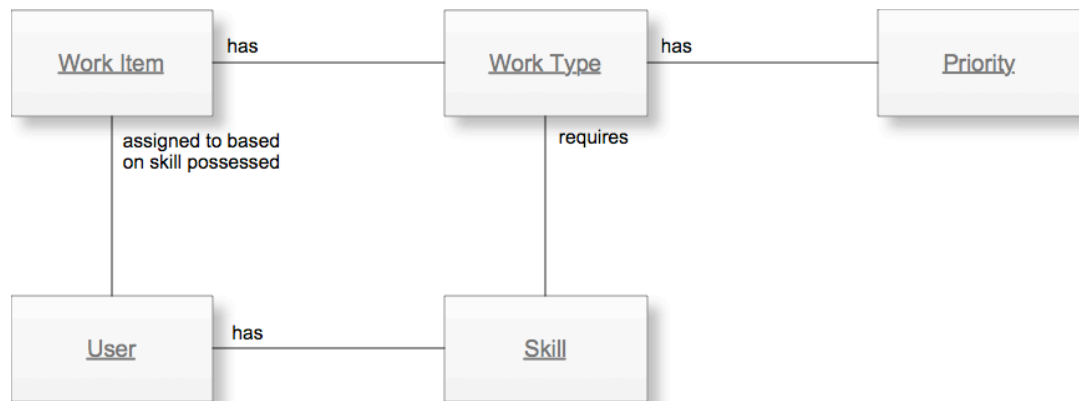 has
has
Work Item
Work Type
Priority
assigned to based
on skill possessed
requires
has
User
Skill